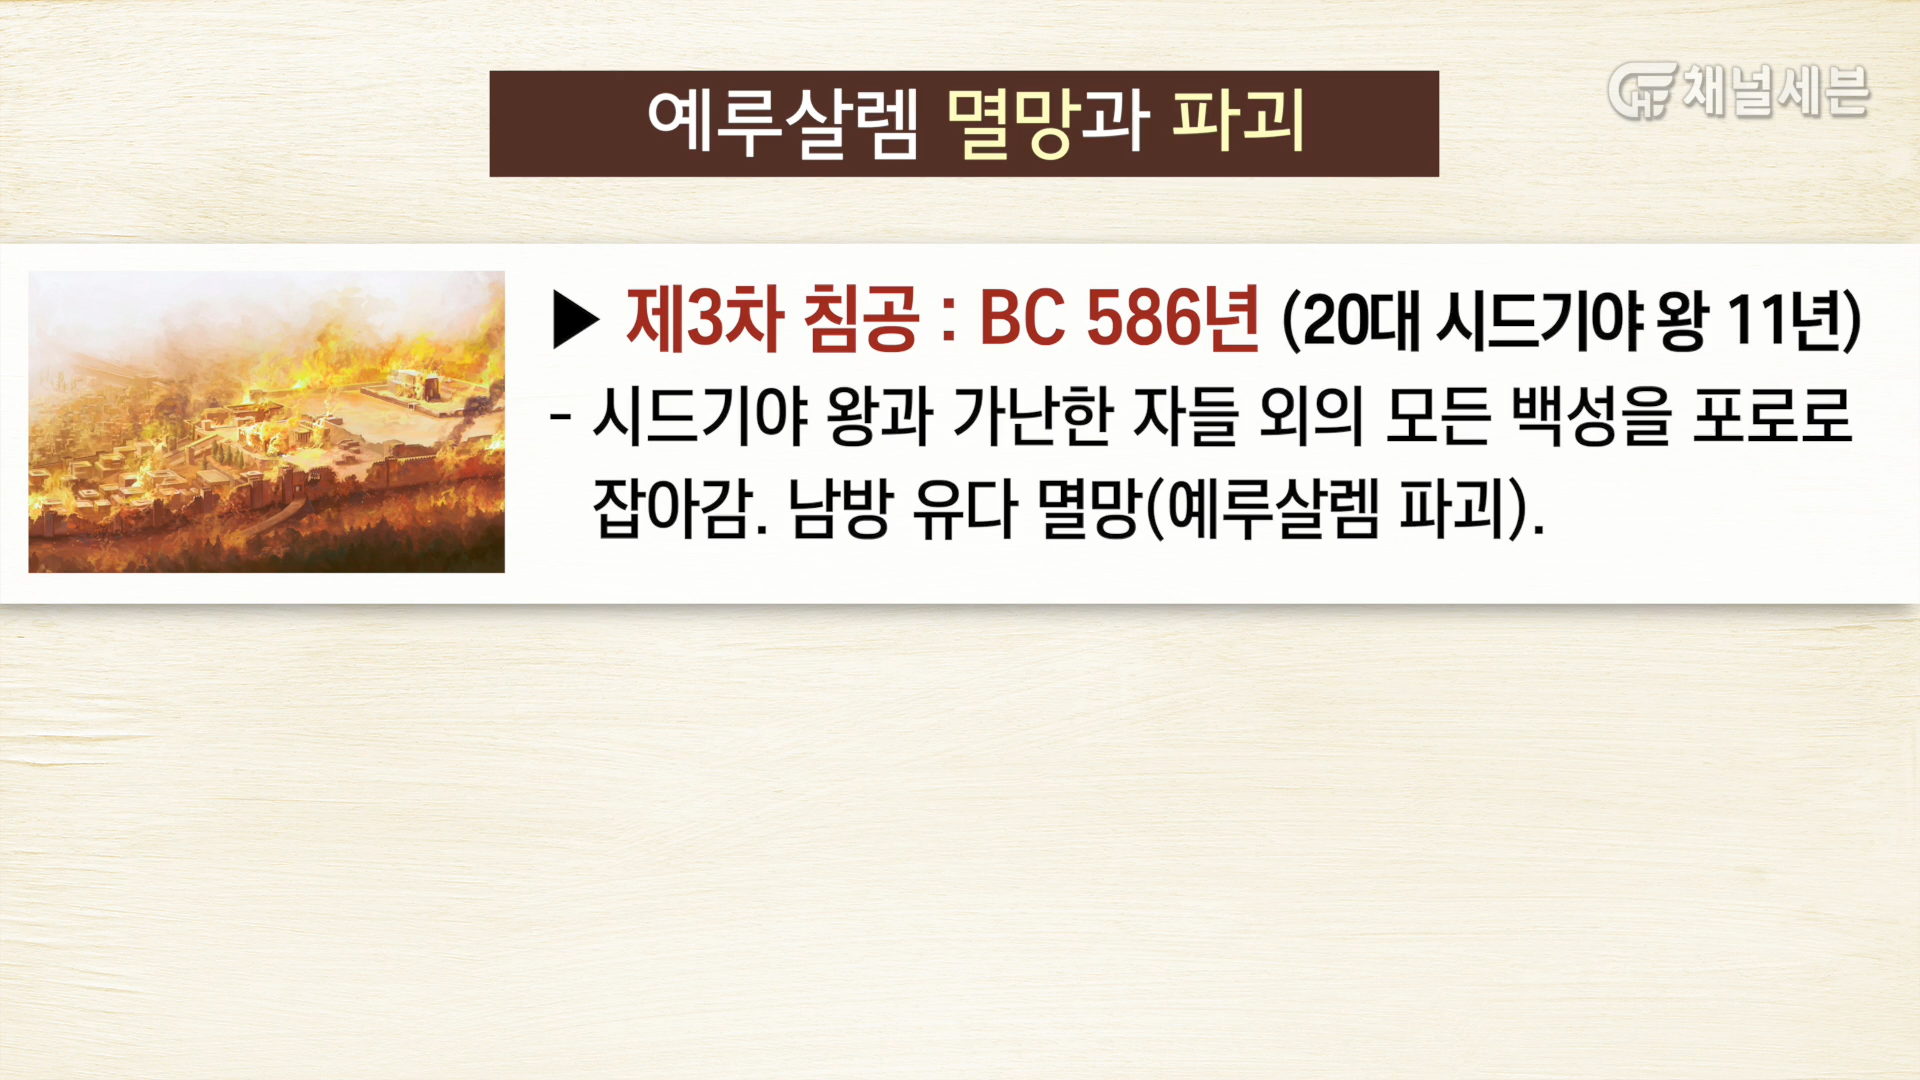 예루살렘 멸망과 파괴
채널세븐
▶ 제3차 침공 : BC 586년 (20대 시드기야 왕 11년)
- 시드기야 왕과 가난한 자들 외의 모든 백성을 포로로
잡아감. 남방 유다 멸망(예루살렘 파괴).